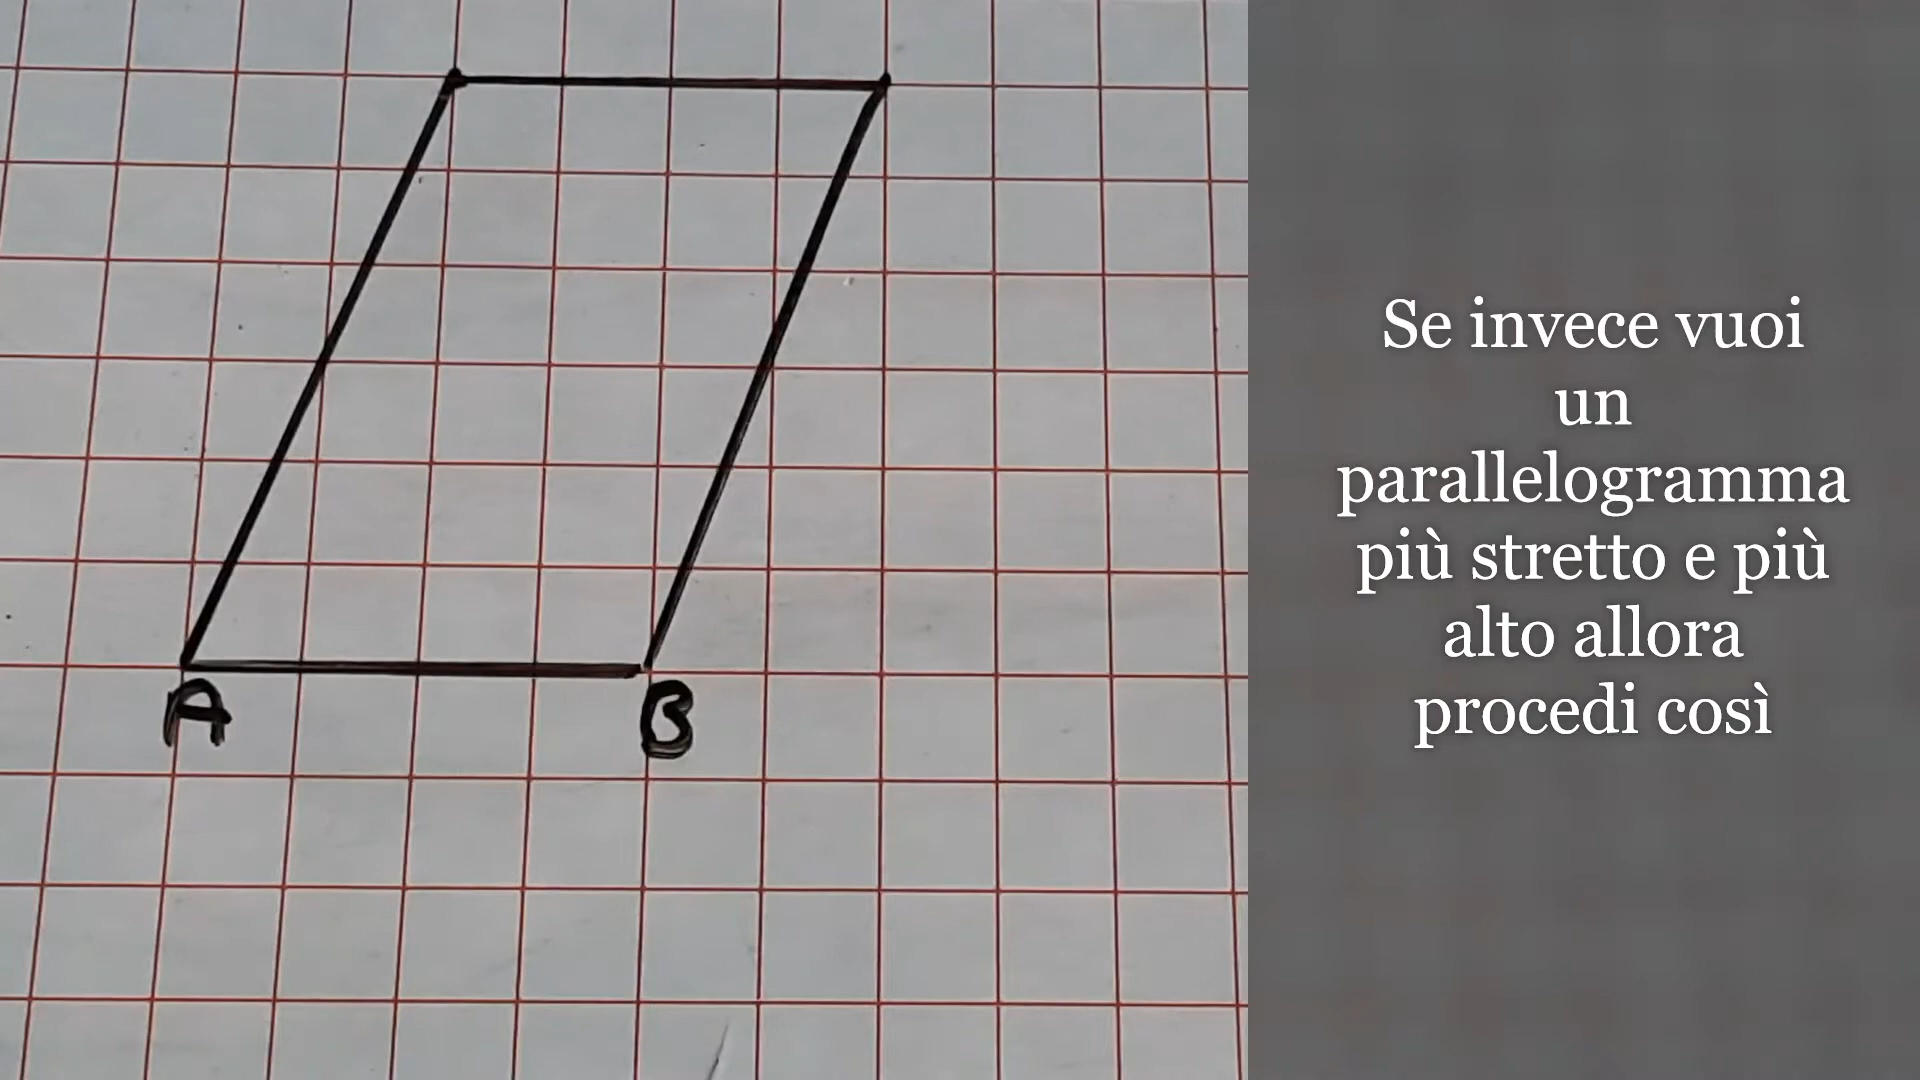 A
B
Se invece vuoi
un
parallelogramma
più stretto e più
alto allora
procedi così